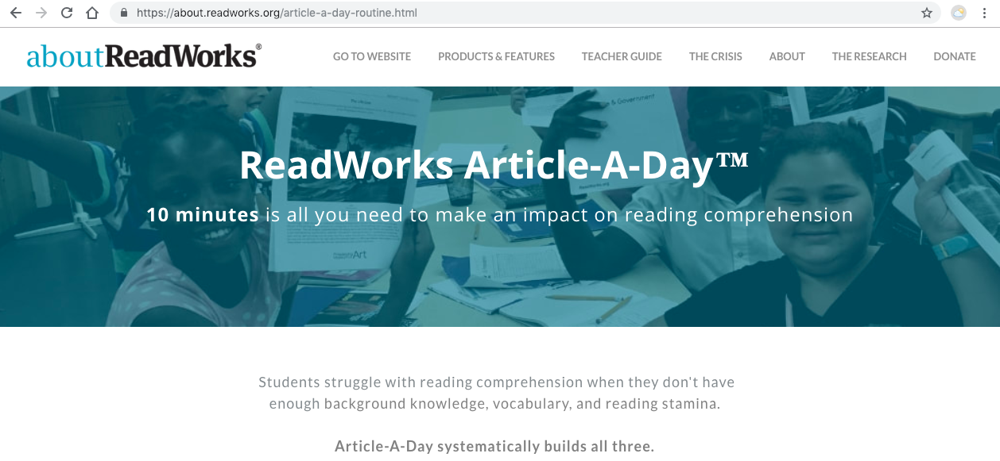 https://about.readworks.org/article-a-day-routine.html
aboutReadWorks®
GO TO WEBSITE
PRODUCTS & FEATURES
TEACHER GUIDE
THE CRISIS
ABOUT
THE RESEARCH
DONATE
& Government
ReadWorks Article-A-Day™
10 minutes is all you need to make an impact on reading comprehension
Art
Students struggle with reading comprehension when they don't have
enough background knowledge, vocabulary, and reading stamina.
Article-A-Day systematically builds all three.